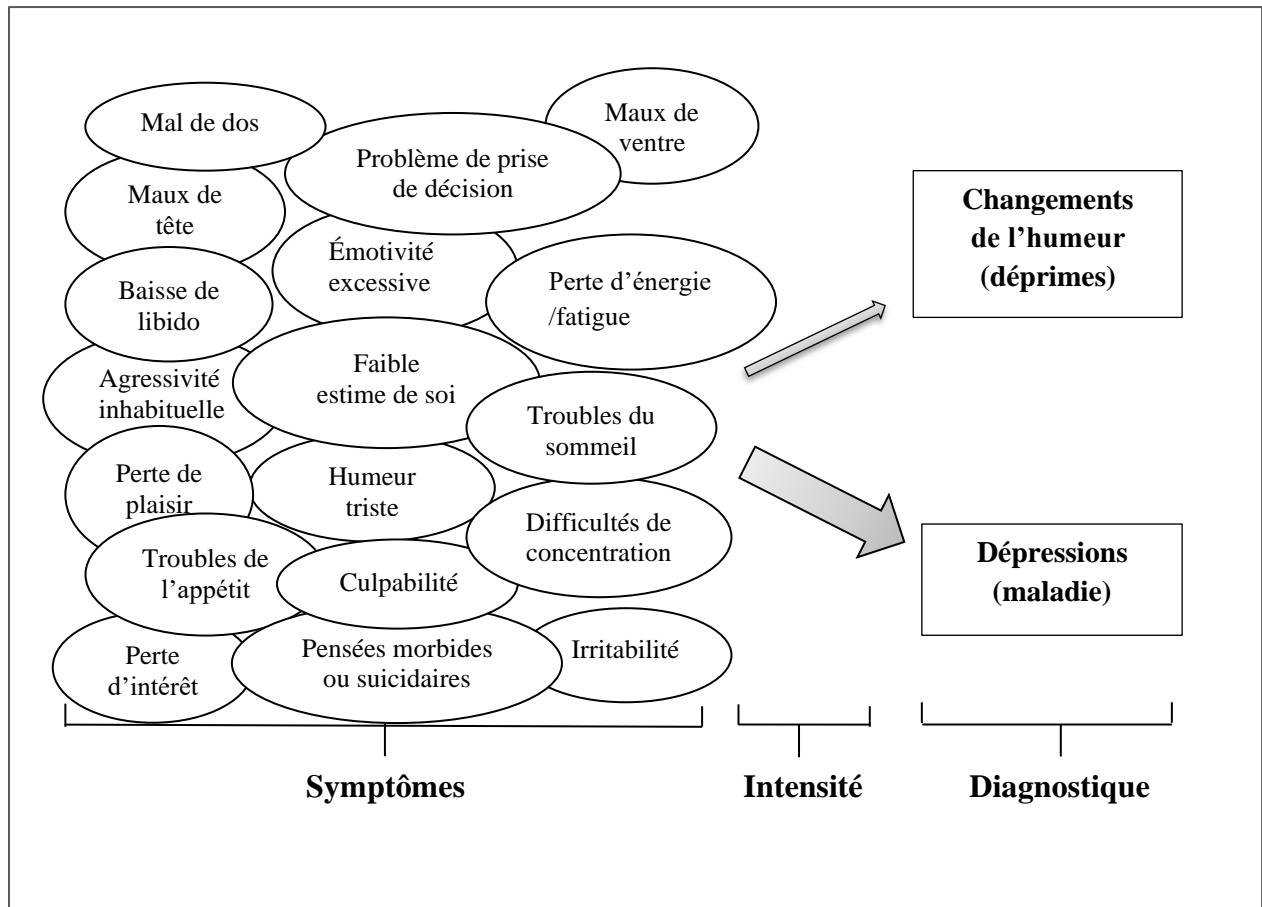 Mal de dos
Maux de
ventre
Problème de prise
de décision
Maux de
tête
Émotivité
excessive
Baisse de
libido
Perte d’énergie
/fatigue
Agressivité
inhabituelle
Faible
estime de soi
Troubles du
sommeil
Perte de
plaisir
Humeur
triste
Difficultés de
concentration
Troubles de
l’appétit
Culpabilité
Perte
d’intérêt
Pensées morbides
ou suicidaires
Irritabilité
Changements
de l’humeur
(déprimes)
Dépressions
(maladie)
Symptômes
Intensité
Diagnostique